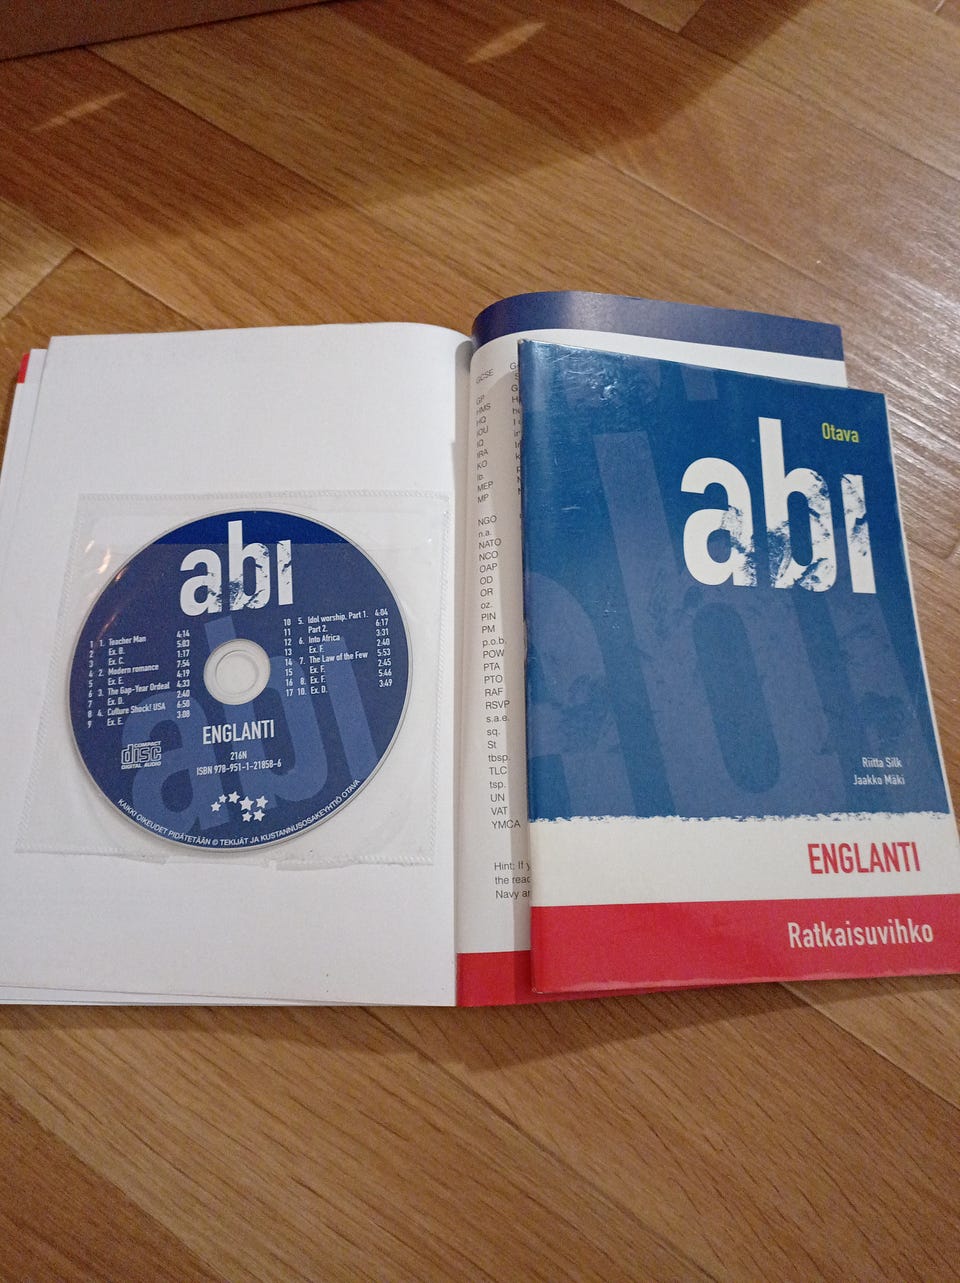 abi
1 1. Teacher Man 4:14
2 Ex. B. 5:03
3 Ex. C. 1:17
4 2. Modern romance 7:54
5 Ex. E. 4:19
6 3. The Gap-Year Ordeal 4:33
7 Ex. D. 2:40
8 4. Culture Shock! USA 6:50
9 Ex. E. 3:08
10 5. Idol worship, Part 1. 4:04
11 Part 2. 6:17
12 6. Into Africa 3:31
13 Ex. F. 2:40
14 7. The Law of the Few 5:53
15 Ex. F. 2:45
16 8. Ex. F. 5:46
17 10. Ex. D. 3:49
ENGLANTI
COMPACT
disc
DIGITAL AUDIO
216N
ISBN 978-951-1-21858-6
KAIKKI OIKEUDET PIDÄTETÄÄN © TEKIJÄT JA KUSTANNUSOSAKEYHTIÖ OTAVA
GCSE
GP
HMS
HQ
IOU
IQ
IRA
KO
lb.
MEP
MP
NGO
n.a.
NATO
NCO
OAP
OD
OR
oz.
PIN
PM
p.o.b.
POW
PTA
PTO
RAF
RSVP
s.a.e.
sq.
St
tbsp.
TLC
tsp.
UN
VAT
YMCA
Hint: If
the
Navy
Otava
abi
Riitta Silk
Jaakko Mäki
ENGLANTI
Ratkaisuvihko